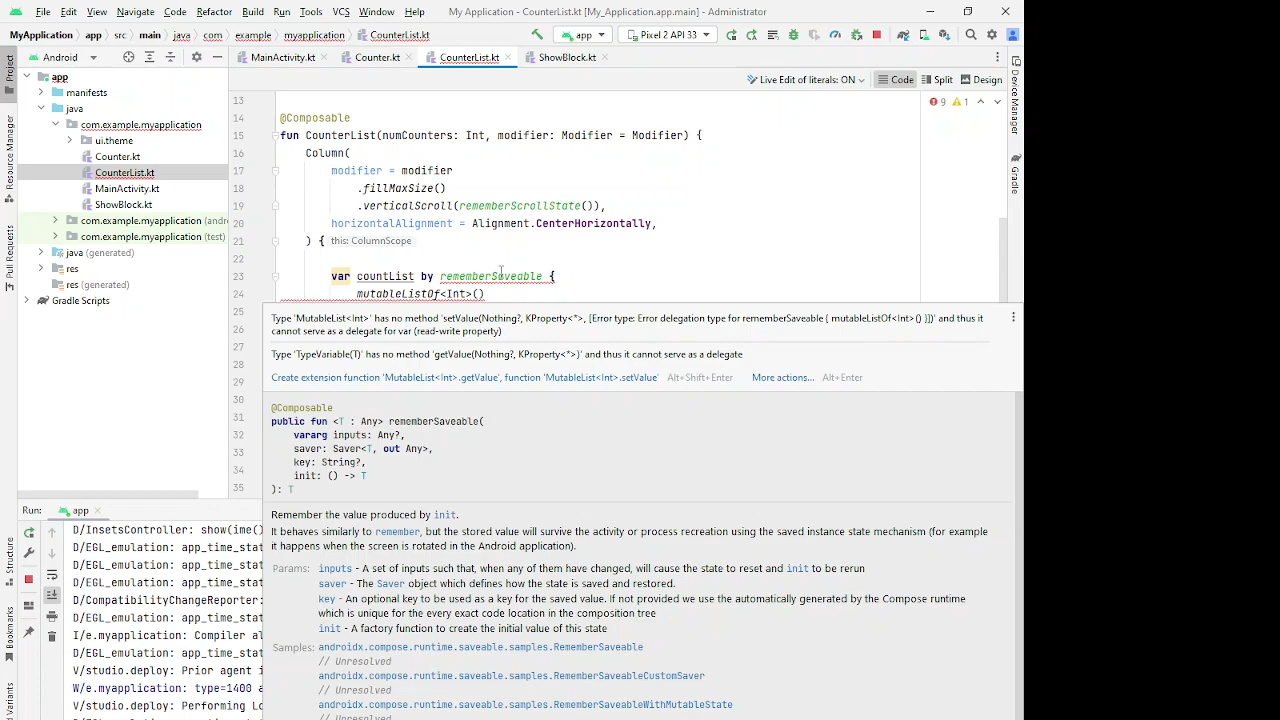 File Edit View Navigate Code Refactor Build Run Tools VCS Window Help My Application - CounterList.kt [My_Application.app.main] - Administrator
MyApplication app src main java com example myapplication CounterList.kt app Pixel 2 API 33
Android MainActivity.kt Counter.kt CounterList.kt ShowBlock.kt
Live Edit of literals: ON Code Split Design
Project
Resource Manager
Pull Requests
Structure
Bookmarks
Device Manager
Gradle
app
manifests
java
com.example.myapplication
ui.theme
Counter.kt
CounterList.kt
MainActivity.kt
ShowBlock.kt
com.example.myapplication (andr
com.example.myapplication (test)
java (generated)
res
res (generated)
Gradle Scripts
9 1
13
14 @Composable
15 fun CounterList(numCounters: Int, modifier: Modifier = Modifier) {
16 Column(
17 modifier = modifier
18 .fillMaxSize()
19 .verticalScroll(rememberScrollState()),
20 horizontalAlignment = Alignment.CenterHorizontally,
21 ) { this: ColumnScope
22
23 var countList by rememberSaveable {
24 mutableListOf<Int>()
25
26
27
28
29
30
31
32
33
34
35
Type 'MutableList<Int>' has no method 'setValue(Nothing?, KProperty<*>, [Error type: Error delegation type for rememberSaveable { mutableListOf<Int>() }])' and thus it
cannot serve as a delegate for var (read-write property)
Type 'TypeVariable(T)' has no method 'getValue(Nothing?, KProperty<*>)' and thus it cannot serve as a delegate
Create extension function 'MutableList<Int>.getValue', function 'MutableList<Int>.setValue' Alt+Shift+Enter More actions... Alt+Enter
@Composable
public fun <T : Any> rememberSaveable(
vararg inputs: Any?,
saver: Saver<T, out Any>,
key: String?,
init: () -> T
): T
Remember the value produced by init.
It behaves similarly to remember, but the stored value will survive the activity or process recreation using the saved instance state mechanism (for example
it happens when the screen is rotated in the Android application).
Params: inputs - A set of inputs such that, when any of them have changed, will cause the state to reset and init to be rerun
saver - The Saver object which defines how the state is saved and restored.
key - An optional key to be used as a key for the saved value. If not provided we use the automatically generated by the Compose runtime
which is unique for the every exact code location in the composition tree
init - A factory function to create the initial value of this state
Samples: androidx.compose.runtime.saveable.samples.RememberSaveable
// Unresolved
androidx.compose.runtime.saveable.samples.RememberSaveableCustomSaver
// Unresolved
androidx.compose.runtime.saveable.samples.RememberSaveableWithMutableState
// Unresolved
Run: app
D/InsetsController: show(ime()
D/EGL_emulation: app_time_stat
D/EGL_emulation: app_time_stat
D/EGL_emulation: app_time_stat
D/CompatibilityChangeReporter:
D/EGL_emulation: app_time_stat
I/e.myapplication: Compiler al
D/EGL_emulation: app_time_stat
V/studio.deploy: Prior agent i
W/e.myapplication: type=1400 a
V/studio.deploy: Performing Lo